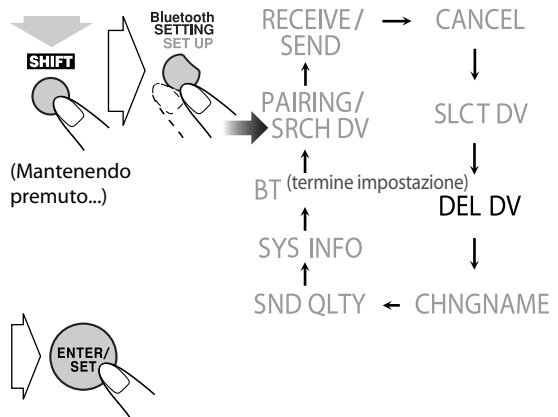 SHIFT
(Mantenendo
premuto...)
Bluetooth
SETTING
SET UP
RECEIVE/
SEND
CANCEL
PAIRING/
SRCH DV
SLCT DV
BT (termine impostazione)
DEL DV
SYS INFO
SND QLTY
CHNGNAME
ENTER/
SET